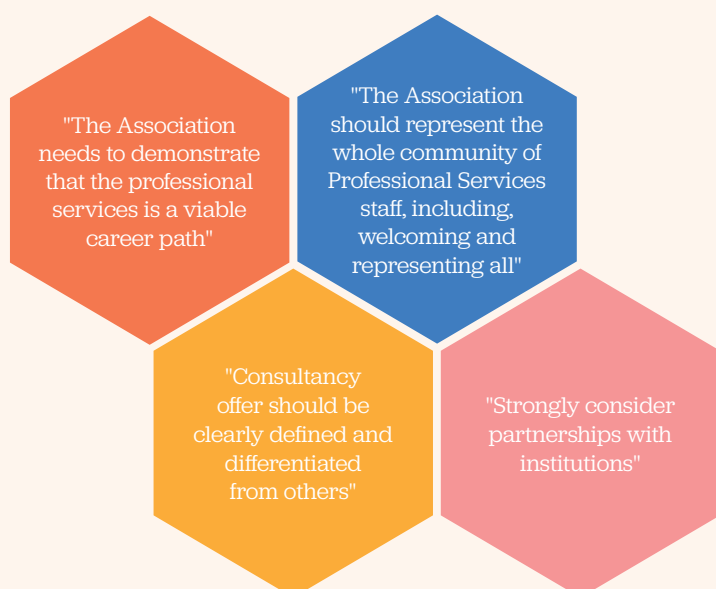 "The Association
needs to demonstrate
that the professional
services is a viable
career path"
"The Association
should represent the
whole community of
Professional Services
staff, including,
welcoming and
representing all"
"Consultancy
offer should be
clearly defined and
differentiated
from others"
"Strongly consider
partnerships with
institutions"